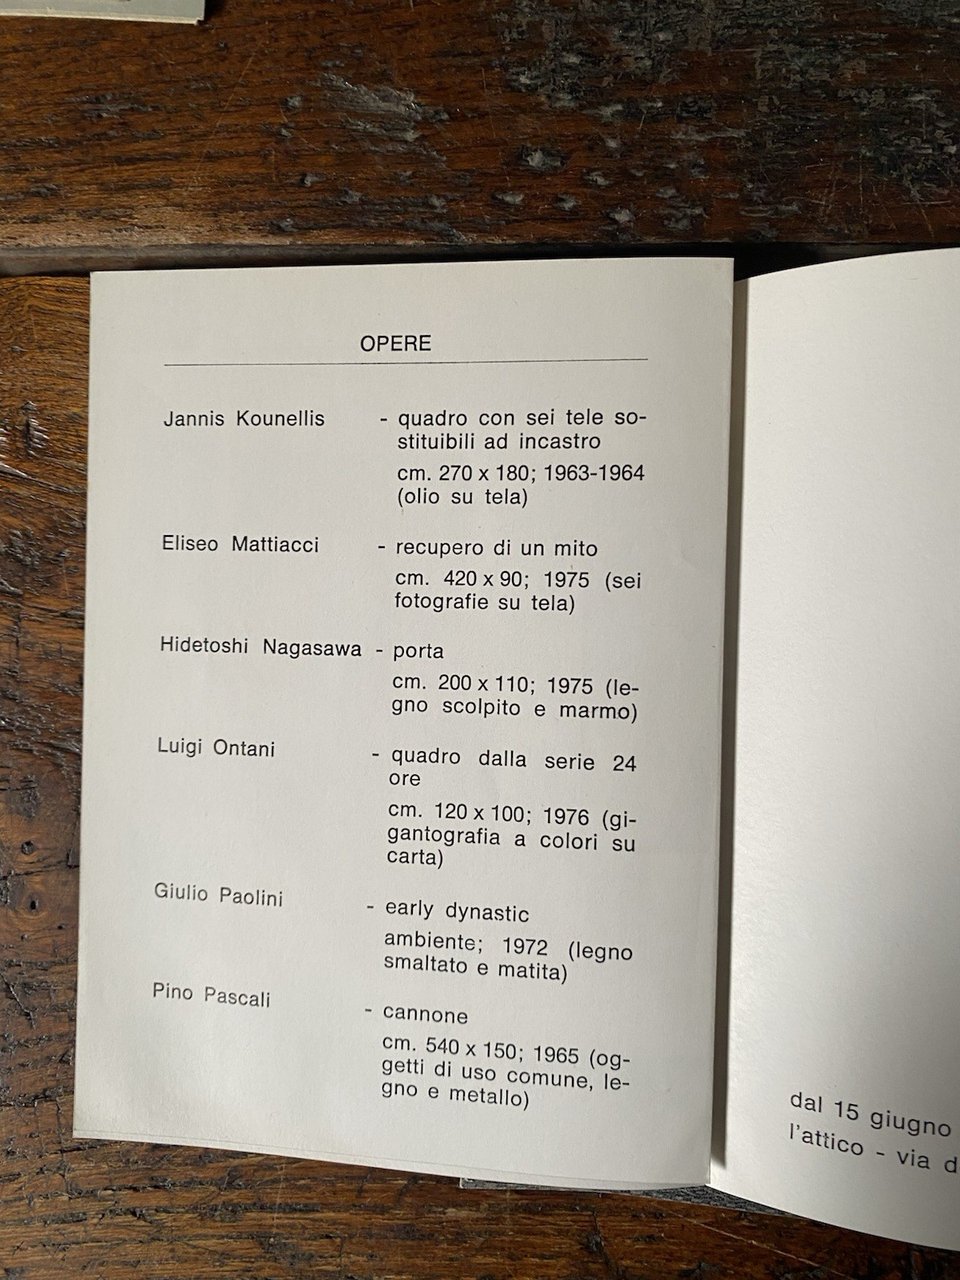 OPERE
Jannis Kounellis - quadro con sei tele so-
stituibili ad incastro
cm. 270 x 180; 1963-1964
(olio su tela)
Eliseo Mattiacci - recupero di un mito
cm. 420 x 90; 1975 (sei
fotografie su tela)
Hidetoshi Nagasawa - porta
cm. 200 x 110; 1975 (le-
gno scolpito e marmo)
Luigi Ontani - quadro dalla serie 24
ore
cm. 120 x 100; 1976 (gi-
gantografia a colori su
carta)
Giulio Paolini - early dynastic
ambiente; 1972 (legno
smaltato e matita)
Pino Pascali - cannone
cm. 540 x 150; 1965 (og-
getti di uso comune, le-
gno e metallo)
dal 15 giugno
l'attico - via